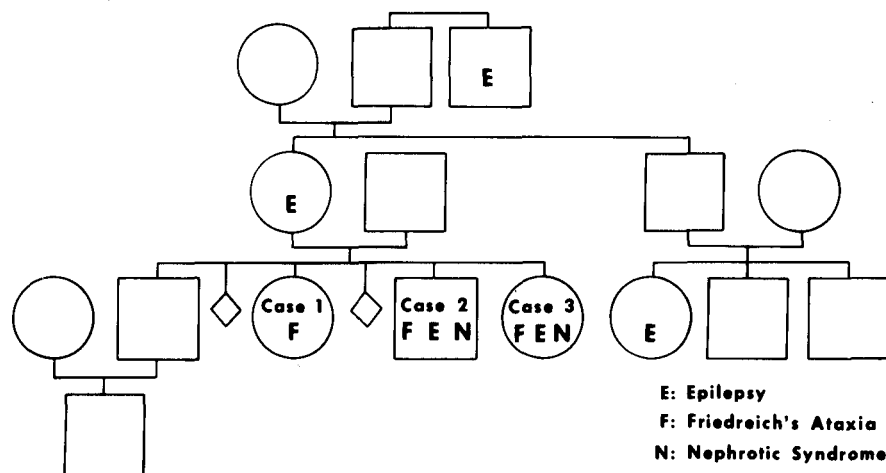 E
E
Case 1
F
Case 2
F E N
Case 3
F E N
E
E: Epilepsy
F: Friedreich's Ataxia
N: Nephrotic Syndrome